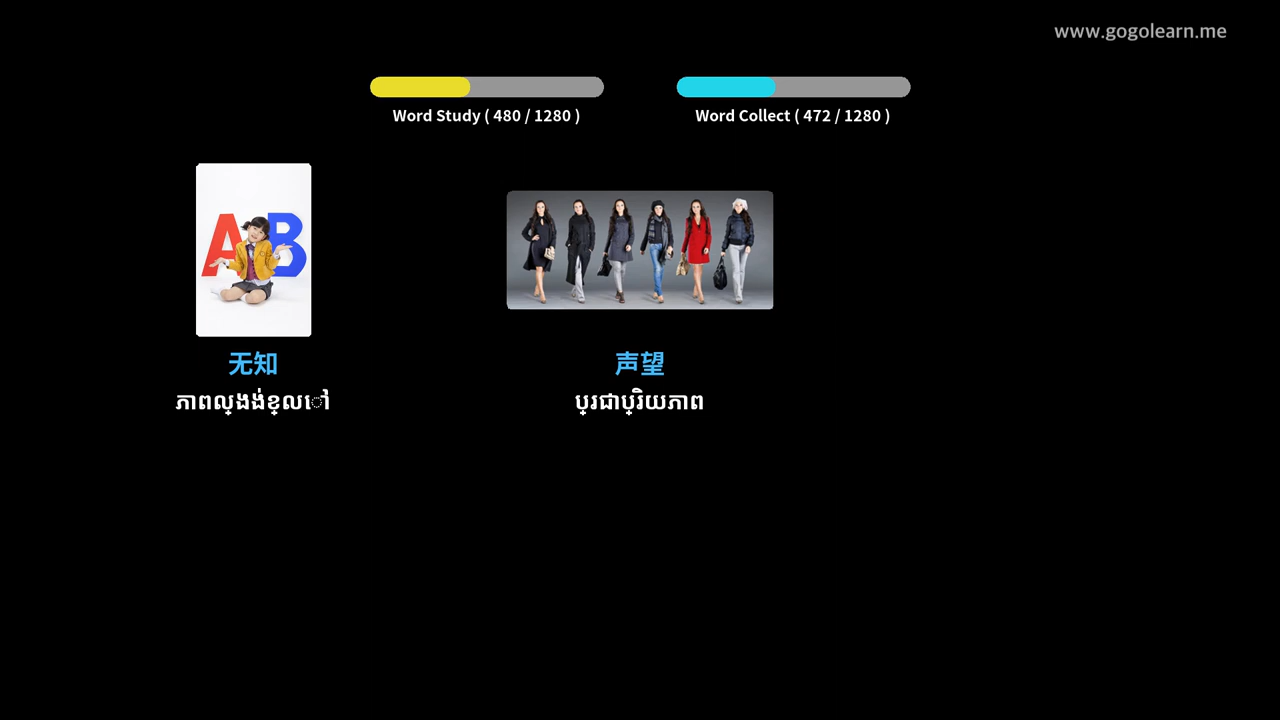 www.gogolearn.me
Word Study ( 480 / 1280 )
Word Collect ( 472 / 1280 )
A B
无知
ភាពល្ងង់ខ្លៅ
声望
ប្រជាប្រិយភាព